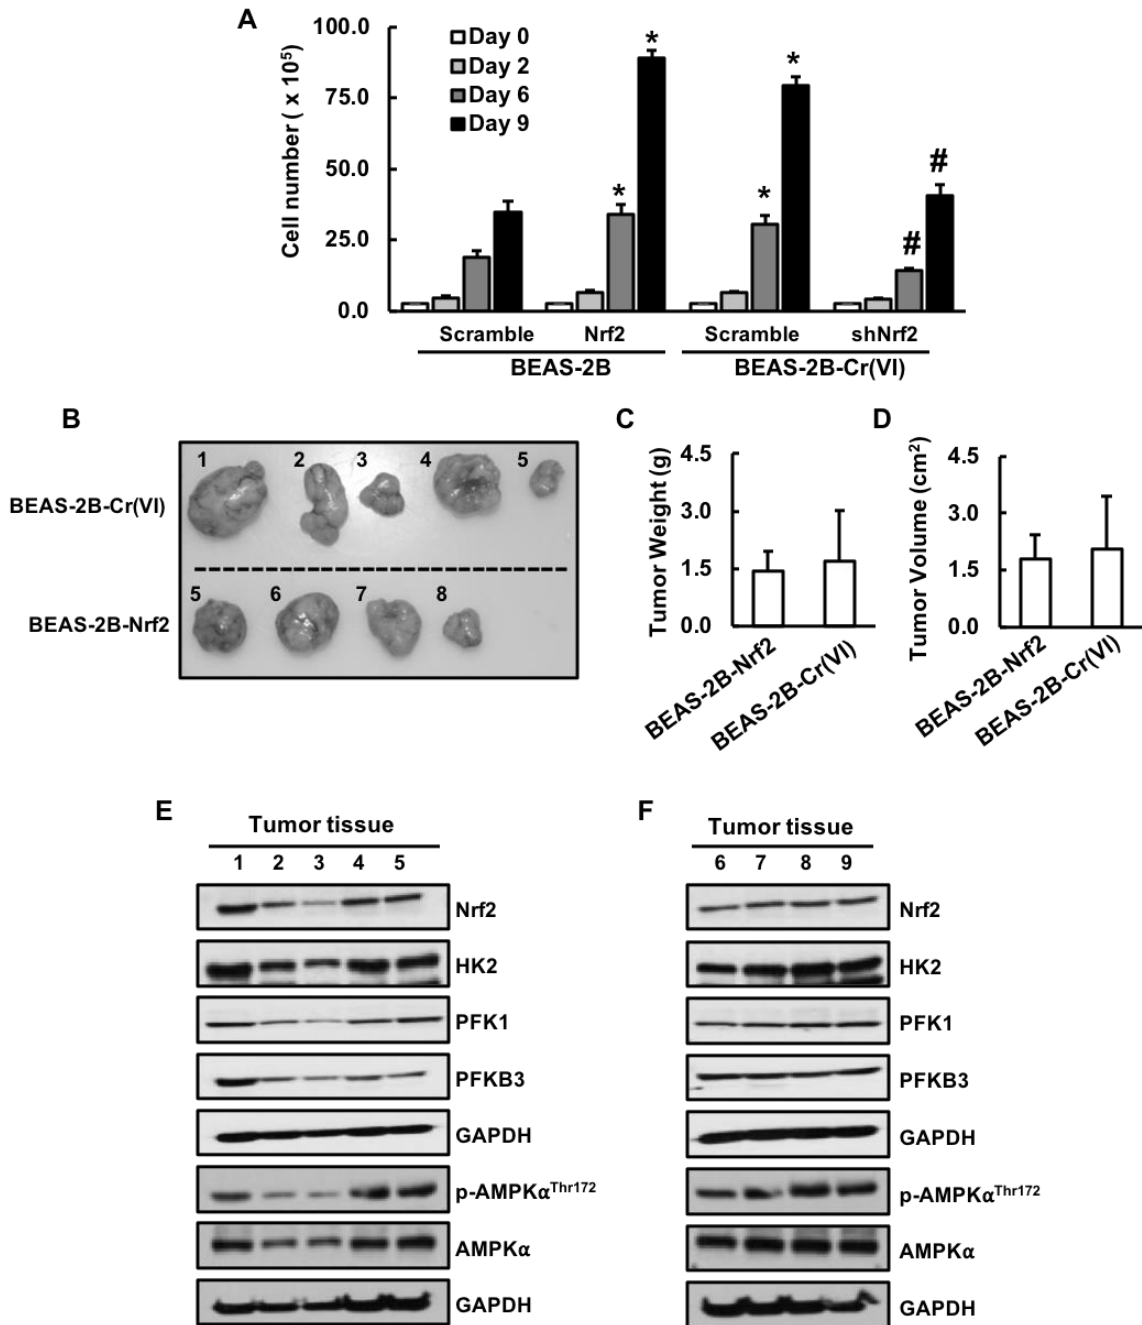 A
100.0
75.0
50.0
25.0
0.0
Cell number ( x 10⁵)
Day 0
Day 2
Day 6
Day 9
* * * * # #
Scramble Nrf2 Scramble shNrf2
BEAS-2B BEAS-2B-Cr(VI)
B
BEAS-2B-Cr(VI)
1 2 3 4 5
BEAS-2B-Nrf2
5 6 7 8
C
Tumor Weight (g)
4.5
3.0
1.5
0.0
BEAS-2B-Nrf2
BEAS-2B-Cr(VI)
D
Tumor Volume (cm²)
4.5
3.0
1.5
0.0
BEAS-2B-Nrf2
BEAS-2B-Cr(VI)
E
Tumor tissue
1 2 3 4 5
Nrf2
HK2
PFK1
PFKB3
GAPDH
p-AMPKαThr172
AMPKα
GAPDH
F
Tumor tissue
6 7 8 9
Nrf2
HK2
PFK1
PFKB3
GAPDH
p-AMPKαThr172
AMPKα
GAPDH